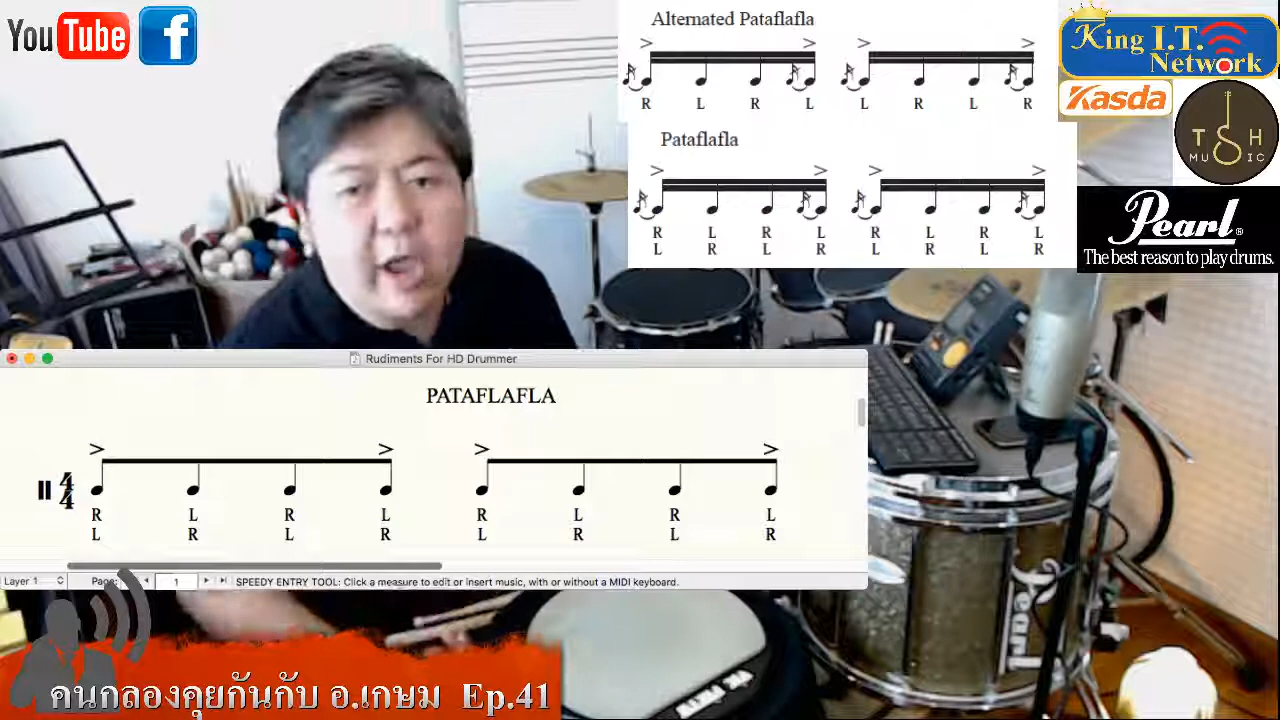 YouTube f
Alternated Pataflafla
> > > >
R L R L L R L R
Pataflafla
> > > >
R L R L R L R L
L R L R L R L R
King I.T.
Network
Kasda
T S H
MUSIC
Pearl®
The best reason to play drums.
Rudiments For HD Drummer
PATAFLAFLA
> > > >
4
4
R L R L R L R L
L R L R L R L R
Layer 1 Page: 1 SPEEDY ENTRY TOOL: Click a measure to edit or insert music, with or without a MIDI keyboard.
Pearl
คนกลองคุยกันกับ อ.เกษม Ep.41